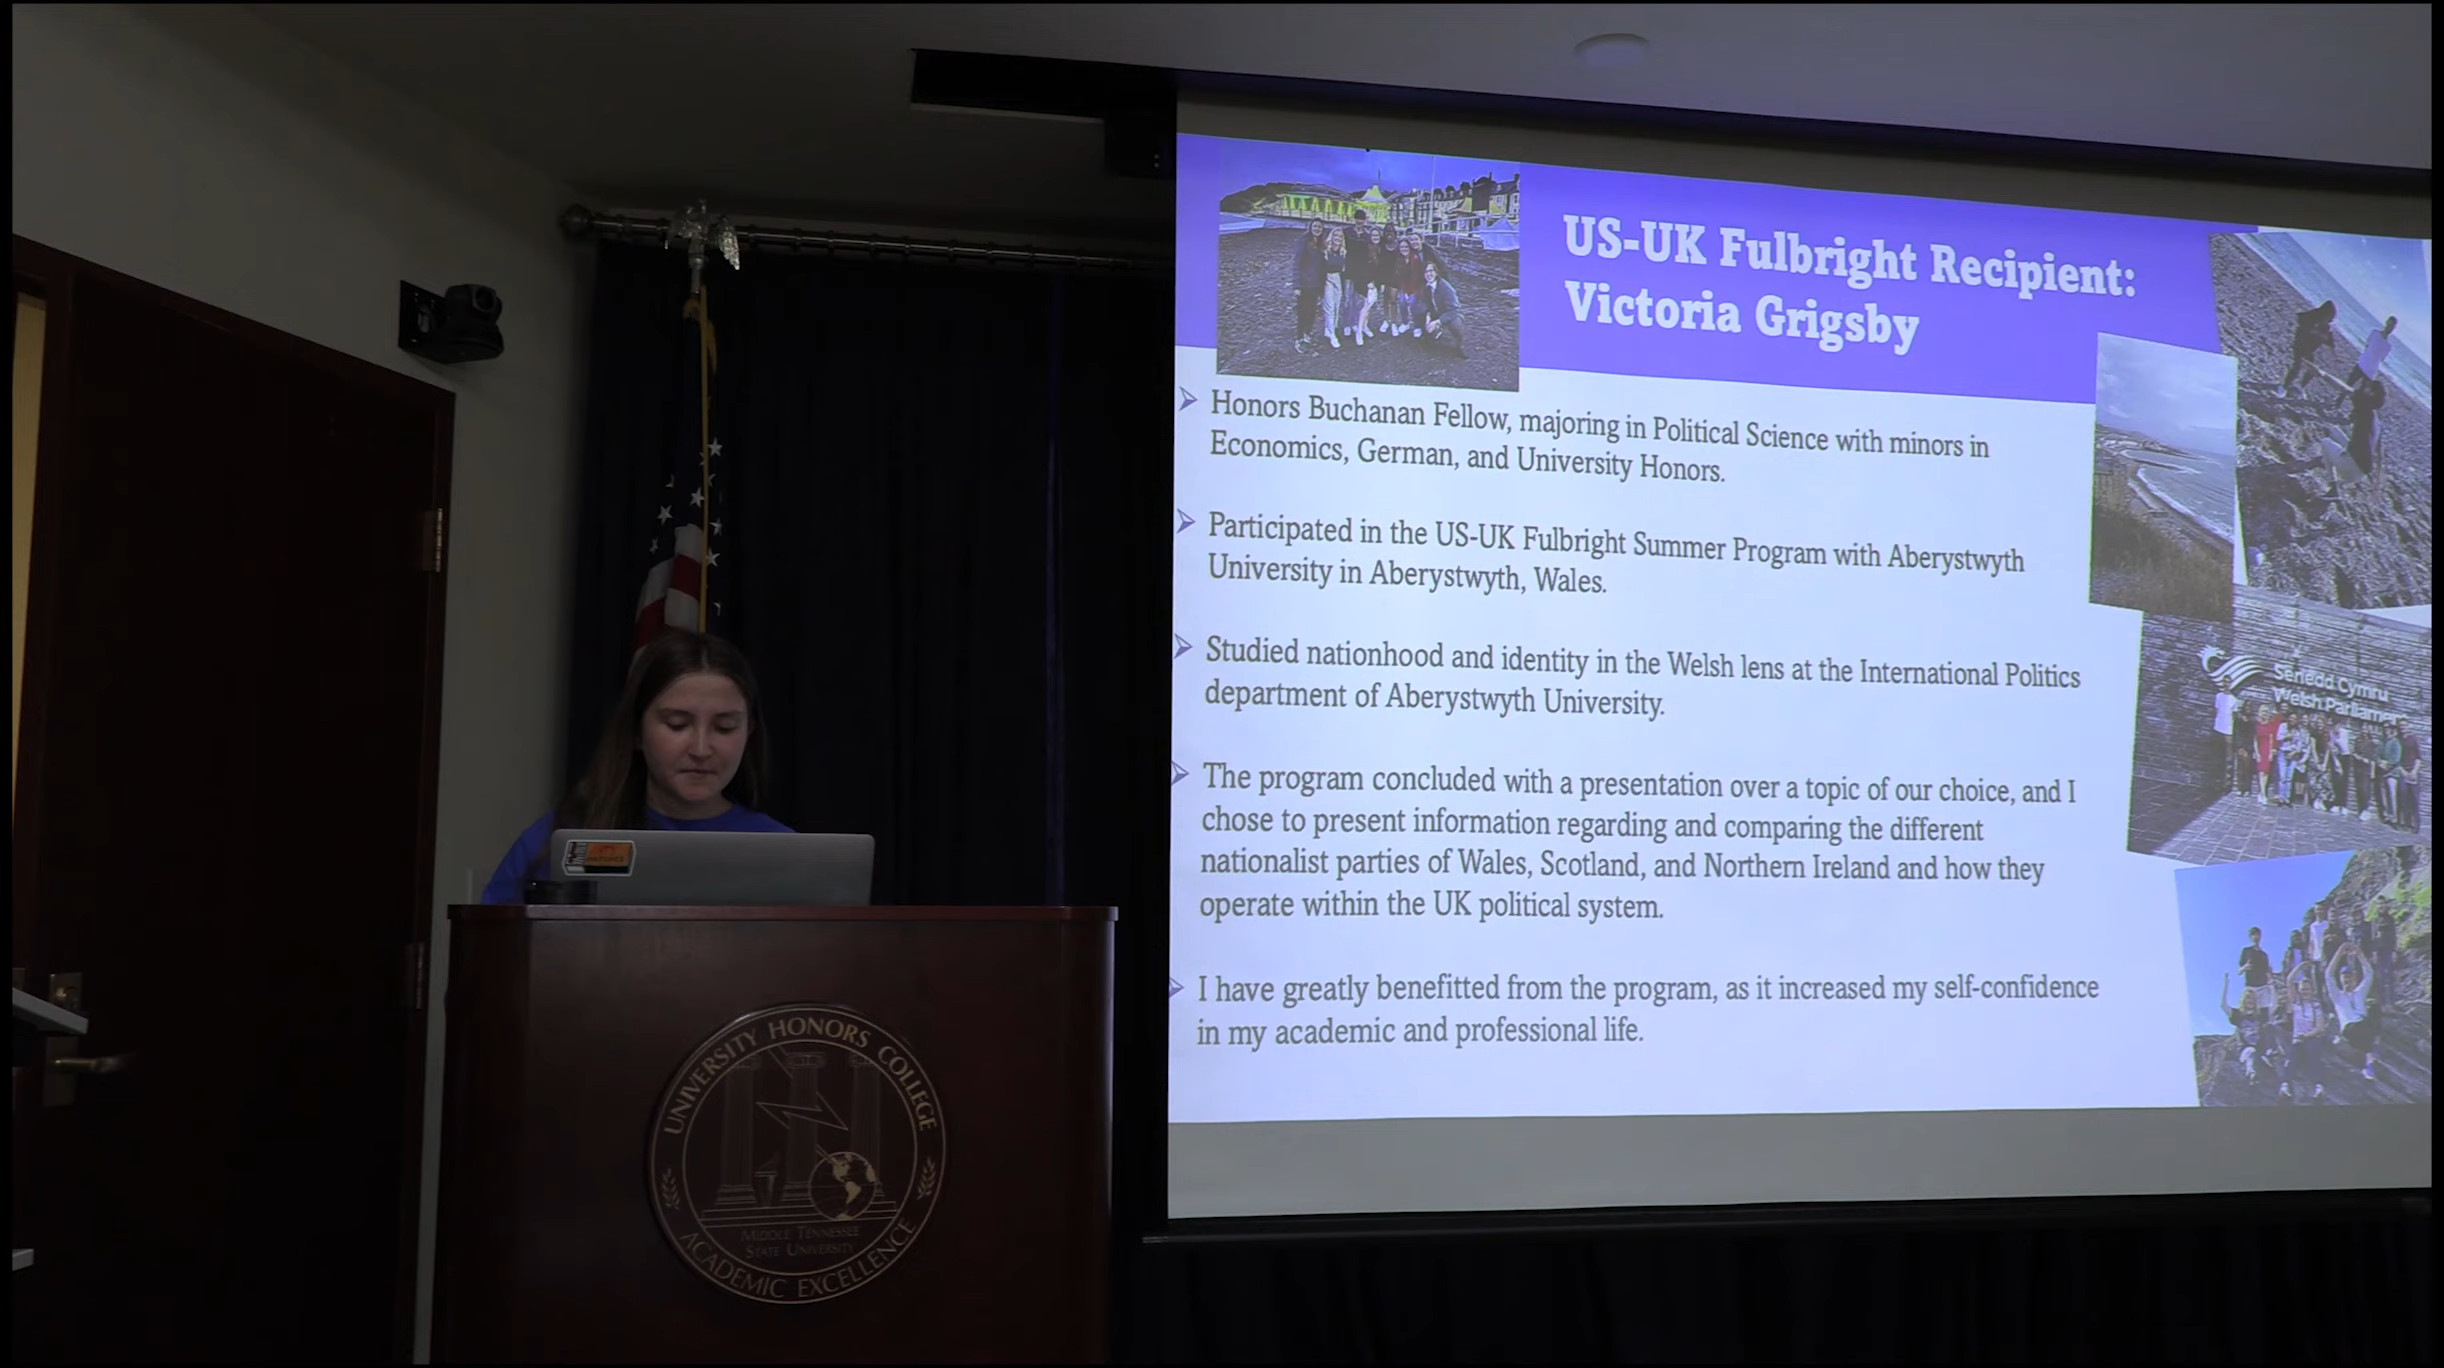 US-UK Fulbright Recipient:
Victoria Grigsby
Honors Buchanan Fellow, majoring in Political Science with minors in
Economics, German, and University Honors.
Participated in the US-UK Fulbright Summer Program with Aberystwyth
University in Aberystwyth, Wales.
Studied nationhood and identity in the Welsh lens at the International Politics
department of Aberystwyth University.
The program concluded with a presentation over a topic of our choice, and I
chose to present information regarding and comparing the different
nationalist parties of Wales, Scotland, and Northern Ireland and how they
operate within the UK political system.
I have greatly benefitted from the program, as it increased my self-confidence
in my academic and professional life.
Senedd Cymru
Welsh Parliament
UNIVERSITY HONORS COLLEGE
MIDDLE TENNESSEE
STATE UNIVERSITY
ACADEMIC EXCELLENCE